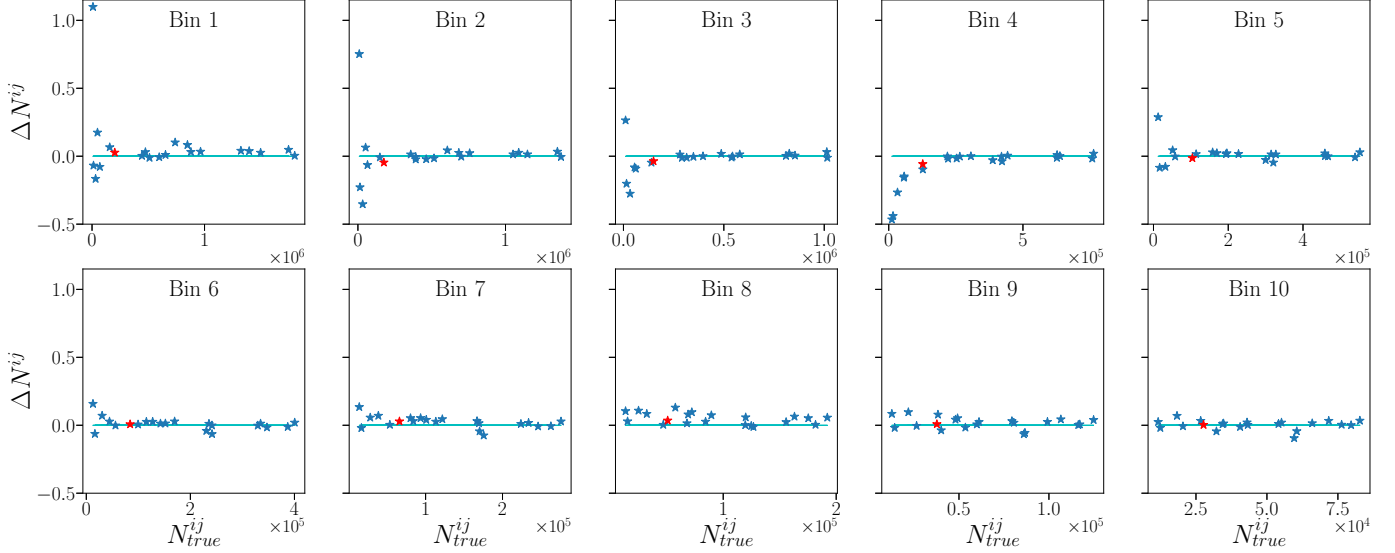 Bin 1 Bin 2 Bin 3 Bin 4 Bin 5
1.0
0.5
0.0
−0.5
ΔN^{ij}
0 1 0 1 0.0 0.5 1.0 0 5 0 2 4
×10^6 ×10^6 ×10^6 ×10^5 ×10^5
Bin 6 Bin 7 Bin 8 Bin 9 Bin 10
1.0
0.5
0.0
−0.5
ΔN^{ij}
0 2 4 1 2 1 2 0.5 1.0 2.5 5.0 7.5
×10^5 ×10^5 ×10^5 ×10^5 ×10^4
N^{ij}_{true} N^{ij}_{true} N^{ij}_{true} N^{ij}_{true} N^{ij}_{true}